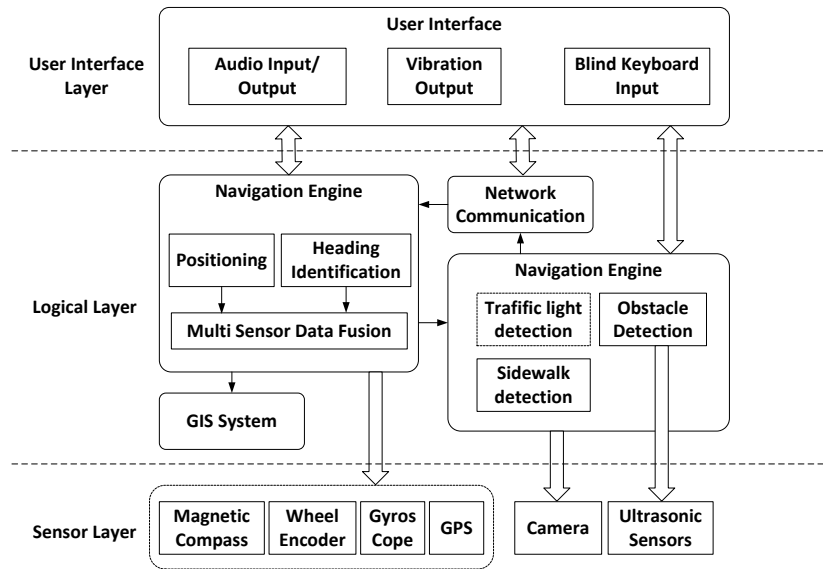 User Interface
User Interface
Layer
Audio Input/
Output
Vibration
Output
Blind Keyboard
Input
Logical Layer
Navigation Engine
Positioning
Heading
Identification
Multi Sensor Data Fusion
GIS System
Network
Communication
Navigation Engine
Trafific light
detection
Obstacle
Detection
Sidewalk
detection
Sensor Layer
Magnetic
Compass
Wheel
Encoder
Gyros
Cope
GPS
Camera
Ultrasonic
Sensors